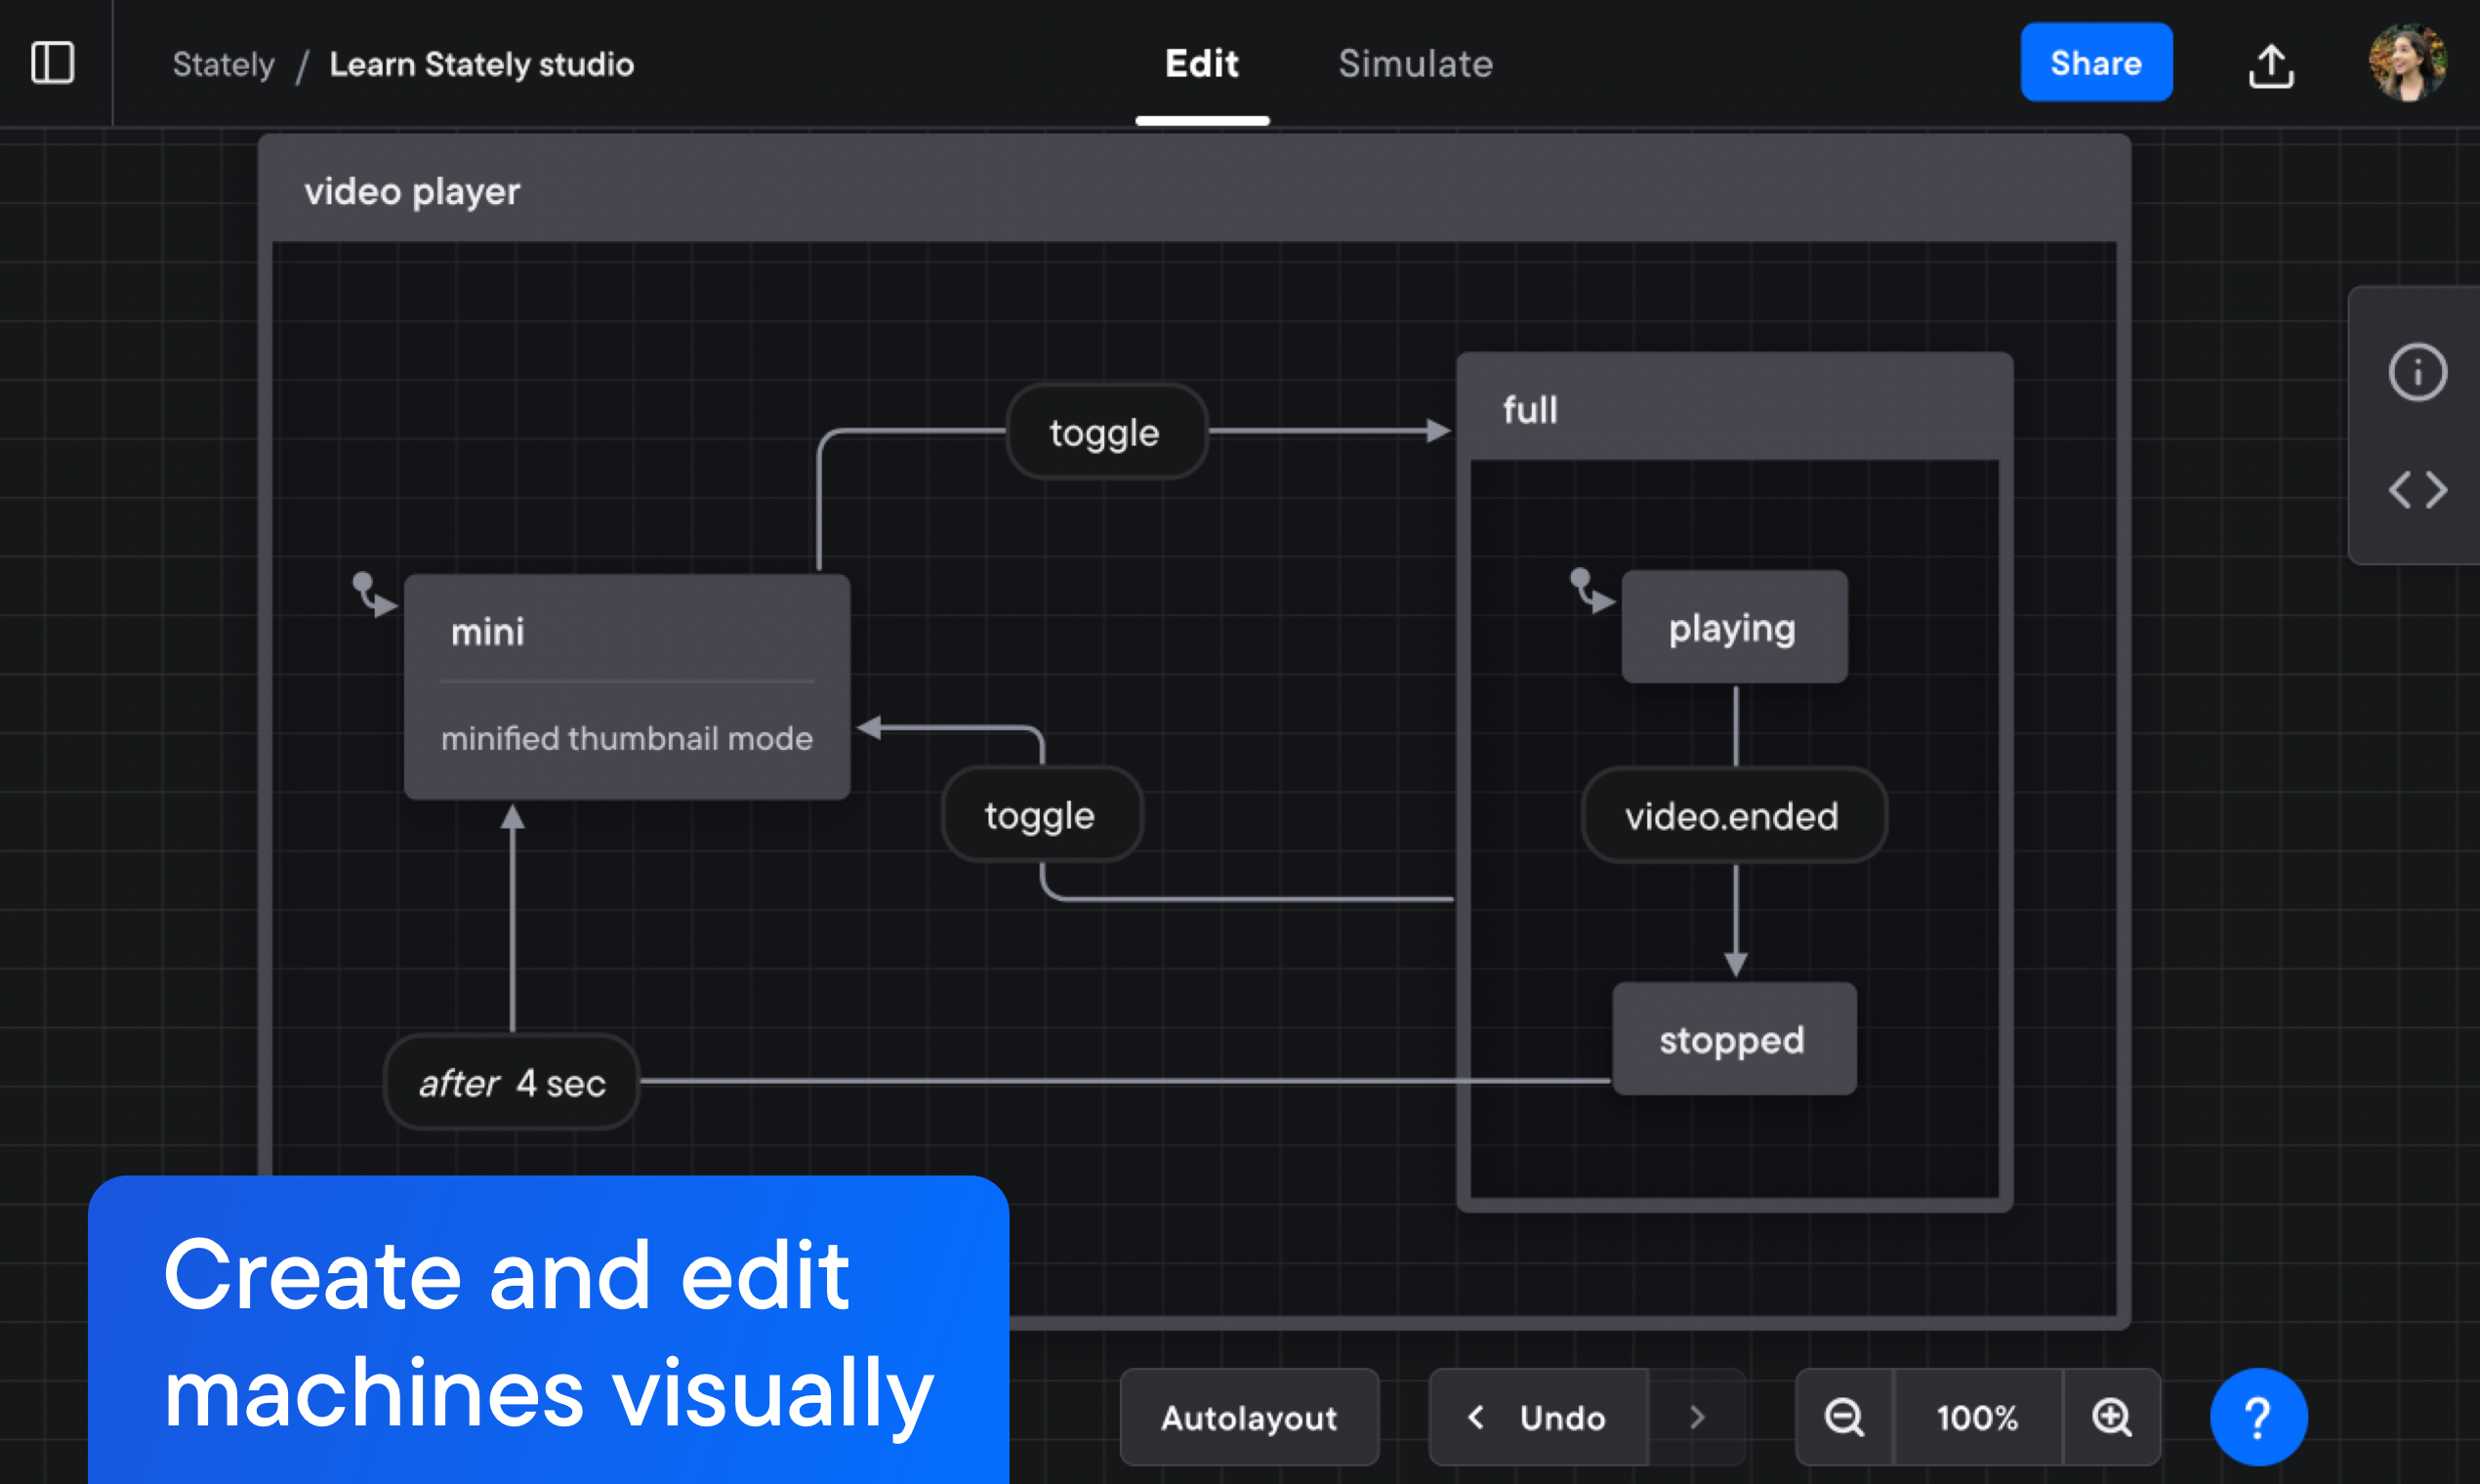 Stately / Learn Stately studio
Edit
Simulate
Share
video player
toggle
full
mini
minified thumbnail mode
playing
toggle
video.ended
after 4 sec
stopped
Create and edit
machines visually
Autolayout
Undo
100%
?